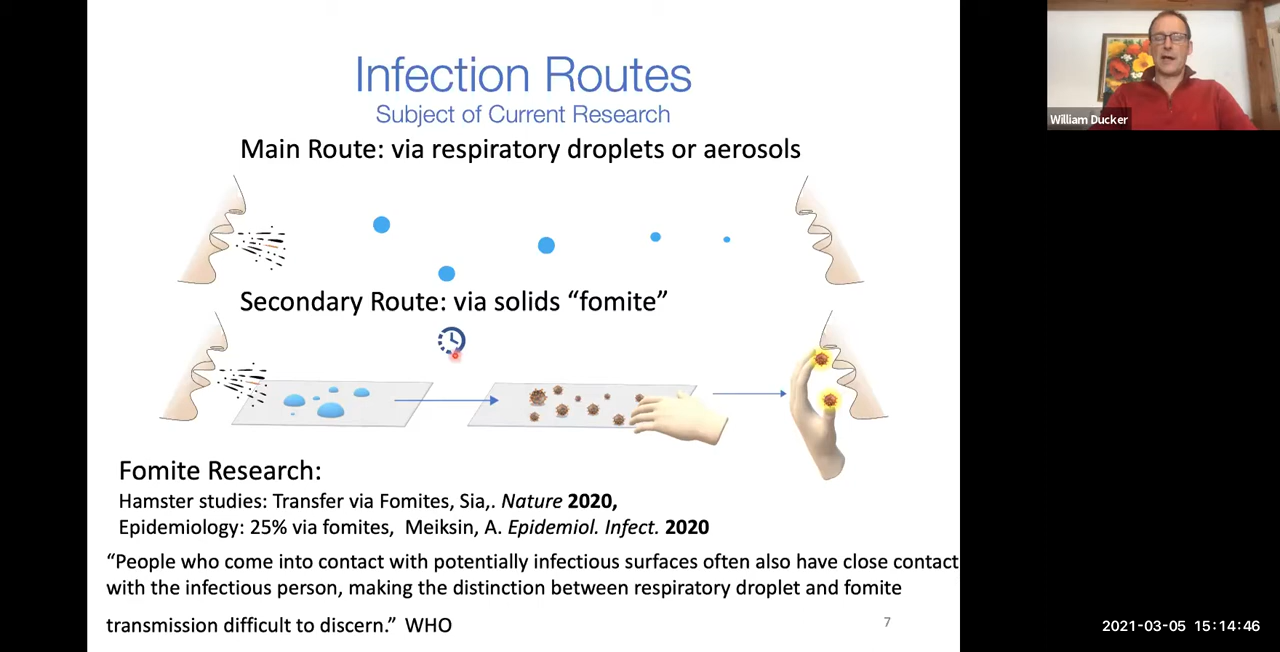 Infection Routes
Subject of Current Research
Main Route: via respiratory droplets or aerosols
Secondary Route: via solids “fomite”
Fomite Research:
Hamster studies: Transfer via Fomites, Sia,. Nature 2020,
Epidemiology: 25% via fomites, Meiksin, A. Epidemiol. Infect. 2020
“People who come into contact with potentially infectious surfaces often also have close contact
with the infectious person, making the distinction between respiratory droplet and fomite
transmission difficult to discern.” WHO
7
William Ducker
2021-03-05 15:14:46